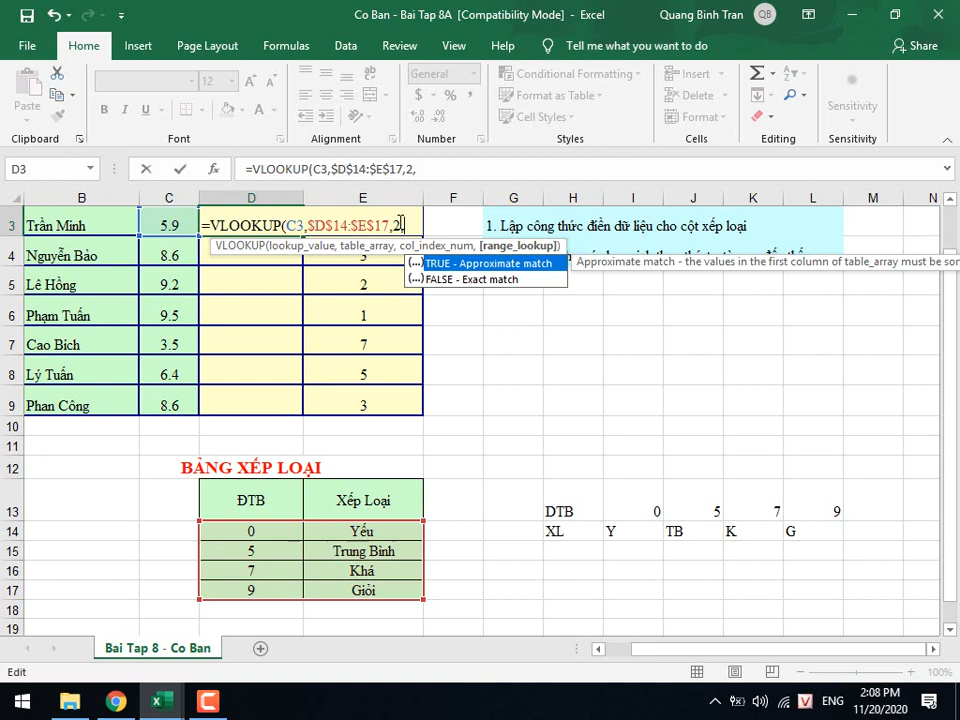 Co Ban - Bai Tap 8A [Compatibility Mode] - Excel
Quang Binh Tran QB
File Home Insert Page Layout Formulas Data Review View Help Tell me what you want to do Share
Paste
B I U
12 A A
ab
General
$ % ,
Conditional Formatting
Format as Table
Cell Styles
Insert
Delete
Format
Sensitivity
Clipboard Font Alignment Number Styles Cells Editing Sensitivity
D3 fx =VLOOKUP(C3,$D$14:$E$17,2,
B C D E F G H I J K L M N
3 Trần Minh 5.9 =VLOOKUP(C3,$D$14:$E$17,2, 1. Lập công thức điền dữ liệu cho cột xếp loại
VLOOKUP(lookup_value, table_array, col_index_num, [range_lookup])
4 Nguyễn Bảo 8.6 3
(...) TRUE - Approximate match Approximate match - the values in the first column of table_array must be sor
(...) FALSE - Exact match
5 Lê Hồng 9.2 2
6 Phạm Tuấn 9.5 1
7 Cao Bích 3.5 7
8 Lý Tuấn 6.4 5
9 Phan Công 8.6 3
10
11
12 BẢNG XẾP LOẠI
13 ĐTB Xếp Loại DTB 0 5 7 9
14 0 Yếu XL Y TB K G
15 5 Trung Bình
16 7 Khá
17 9 Giỏi
18
19
Bai Tap 8 - Co Ban
Edit 100%
V ENG 2:08 PM
11/20/2020